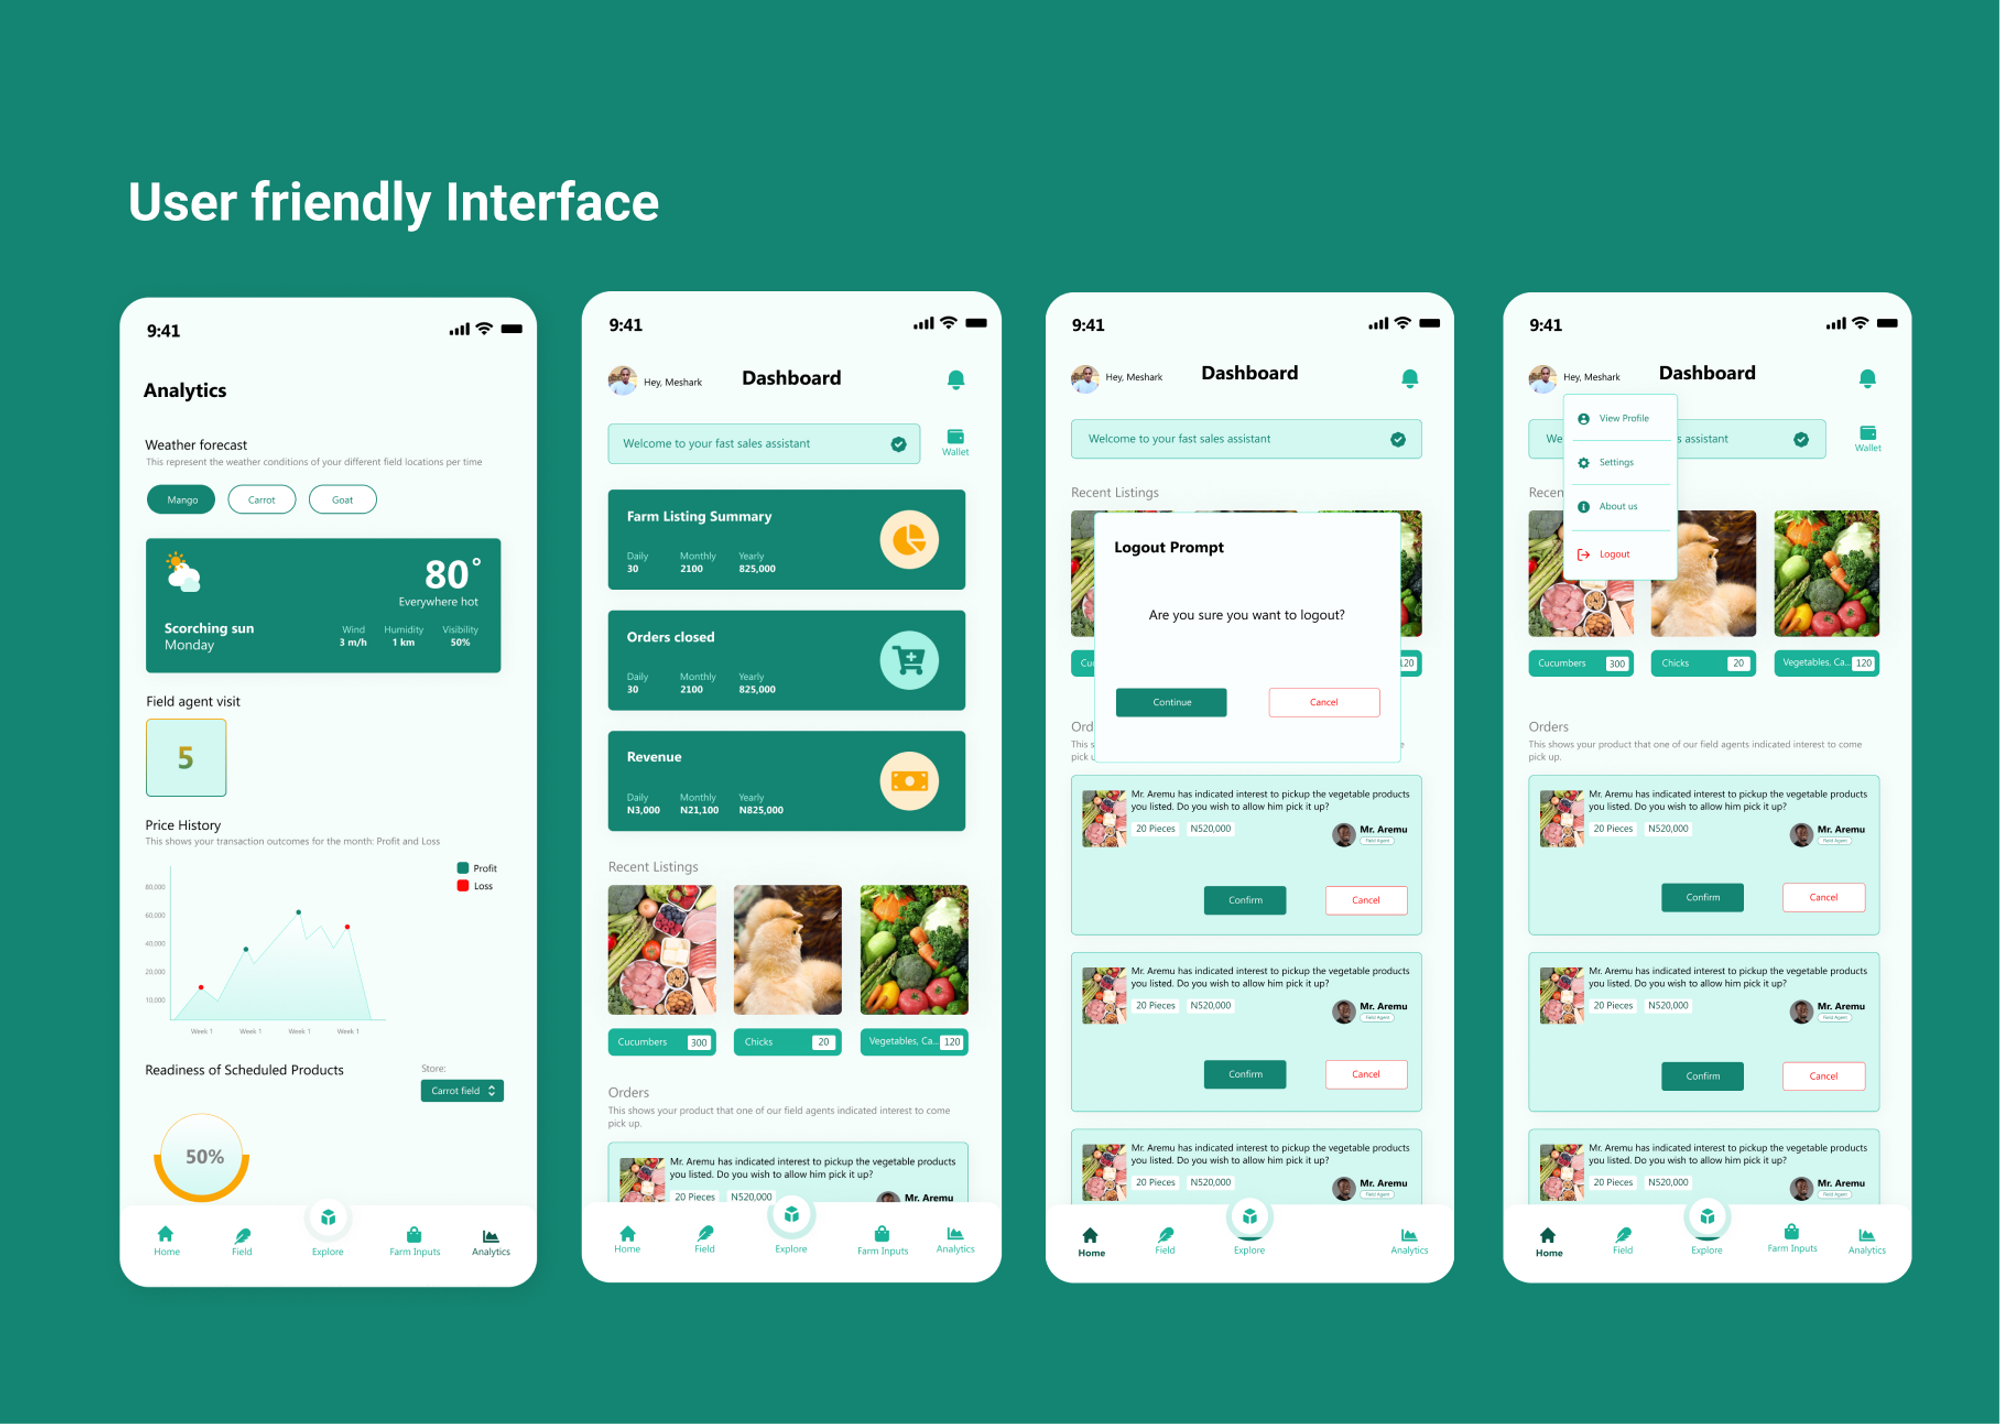 User friendly Interface
9:41
Analytics
Weather forecast
This represent the weather conditions of your different field locations per time
Mango Carrot Goat
80°
Everywhere hot
Scorching sun
Monday
Wind Humidity Visibility
3 m/h 1 km 50%
Field agent visit
5
Price History
This shows your transaction outcomes for the month: Profit and Loss
Profit
Loss
80,000
60,000
40,000
20,000
10,000
Week 1 Week 1 Week 1 Week 1
Readiness of Scheduled Products
Store:
Carrot field
50%
Home Field Explore Farm Inputs Analytics
9:41
Hey, Meshark
Dashboard
Welcome to your fast sales assistant
Wallet
Farm Listing Summary
Daily Monthly Yearly
30 2100 825,000
Orders closed
Daily Monthly Yearly
30 2100 825,000
Revenue
Daily Monthly Yearly
N3,000 N21,100 N825,000
Recent Listings
Cucumbers 300 Chicks 20 Vegetables, Ca... 120
Orders
This shows your product that one of our field agents indicated interest to come
pick up.
Mr. Aremu has indicated interest to pickup the vegetable products
you listed. Do you wish to allow him pick it up?
20 Pieces N520,000 Mr. Aremu
Home Field Explore Farm Inputs Analytics
9:41
Hey, Meshark
Dashboard
Welcome to your fast sales assistant
Recent Listings
Logout Prompt
Are you sure you want to logout?
Continue Cancel
Cu 120
Ord
This s e
pick u
Mr. Aremu has indicated interest to pickup the vegetable products
you listed. Do you wish to allow him pick it up?
20 Pieces N520,000 Mr. Aremu
Field Agent
Confirm Cancel
Mr. Aremu has indicated interest to pickup the vegetable products
you listed. Do you wish to allow him pick it up?
20 Pieces N520,000 Mr. Aremu
Field Agent
Confirm Cancel
Mr. Aremu has indicated interest to pickup the vegetable products
you listed. Do you wish to allow him pick it up?
20 Pieces N520,000 Mr. Aremu
Field Agent
Home Field Explore Analytics
9:41
Hey, Meshark
Dashboard
We s assistant
Wallet
View Profile
Settings
About us
Logout
Recen
Cucumbers 300 Chicks 20 Vegetables, Ca... 120
Orders
This shows your product that one of our field agents indicated interest to come
pick up.
Mr. Aremu has indicated interest to pickup the vegetable products
you listed. Do you wish to allow him pick it up?
20 Pieces N520,000 Mr. Aremu
Field Agent
Confirm Cancel
Mr. Aremu has indicated interest to pickup the vegetable products
you listed. Do you wish to allow him pick it up?
20 Pieces N520,000 Mr. Aremu
Field Agent
Confirm Cancel
Mr. Aremu has indicated interest to pickup the vegetable products
you listed. Do you wish to allow him pick it up?
20 Pieces N520,000 Mr. Aremu
Field Agent
Home Field Explore Farm Inputs Analytics